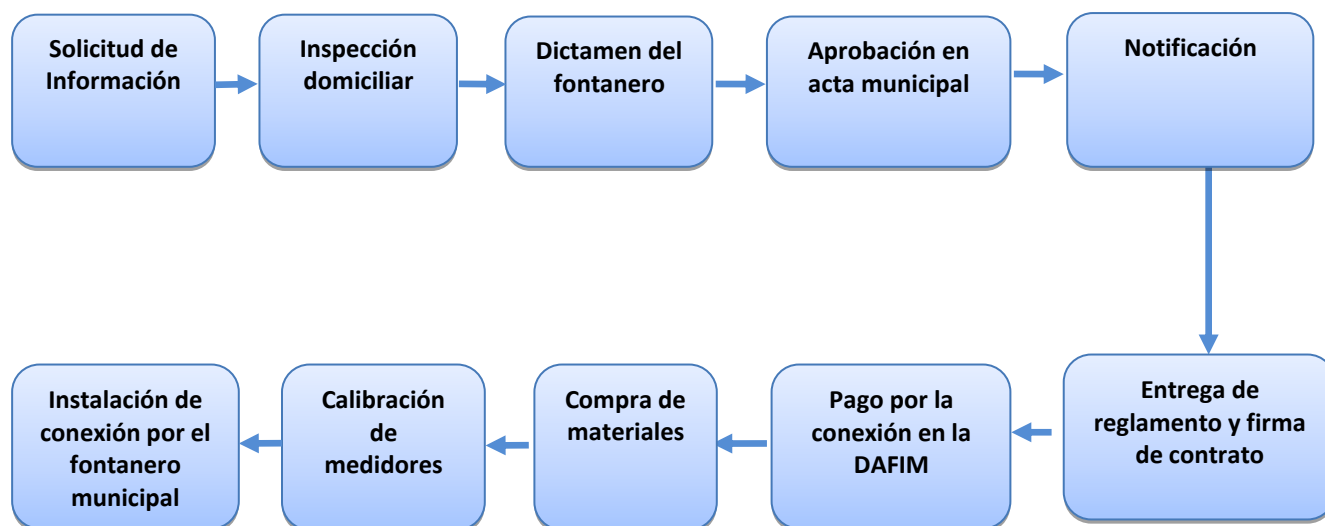 Solicitud de
Información
Inspección
domiciliar
Dictamen del
fontanero
Aprobación en
acta municipal
Notificación
Entrega de
reglamento y firma
de contrato
Pago por la
conexión en la
DAFIM
Compra de
materiales
Calibración
de
medidores
Instalación de
conexión por el
fontanero
municipal